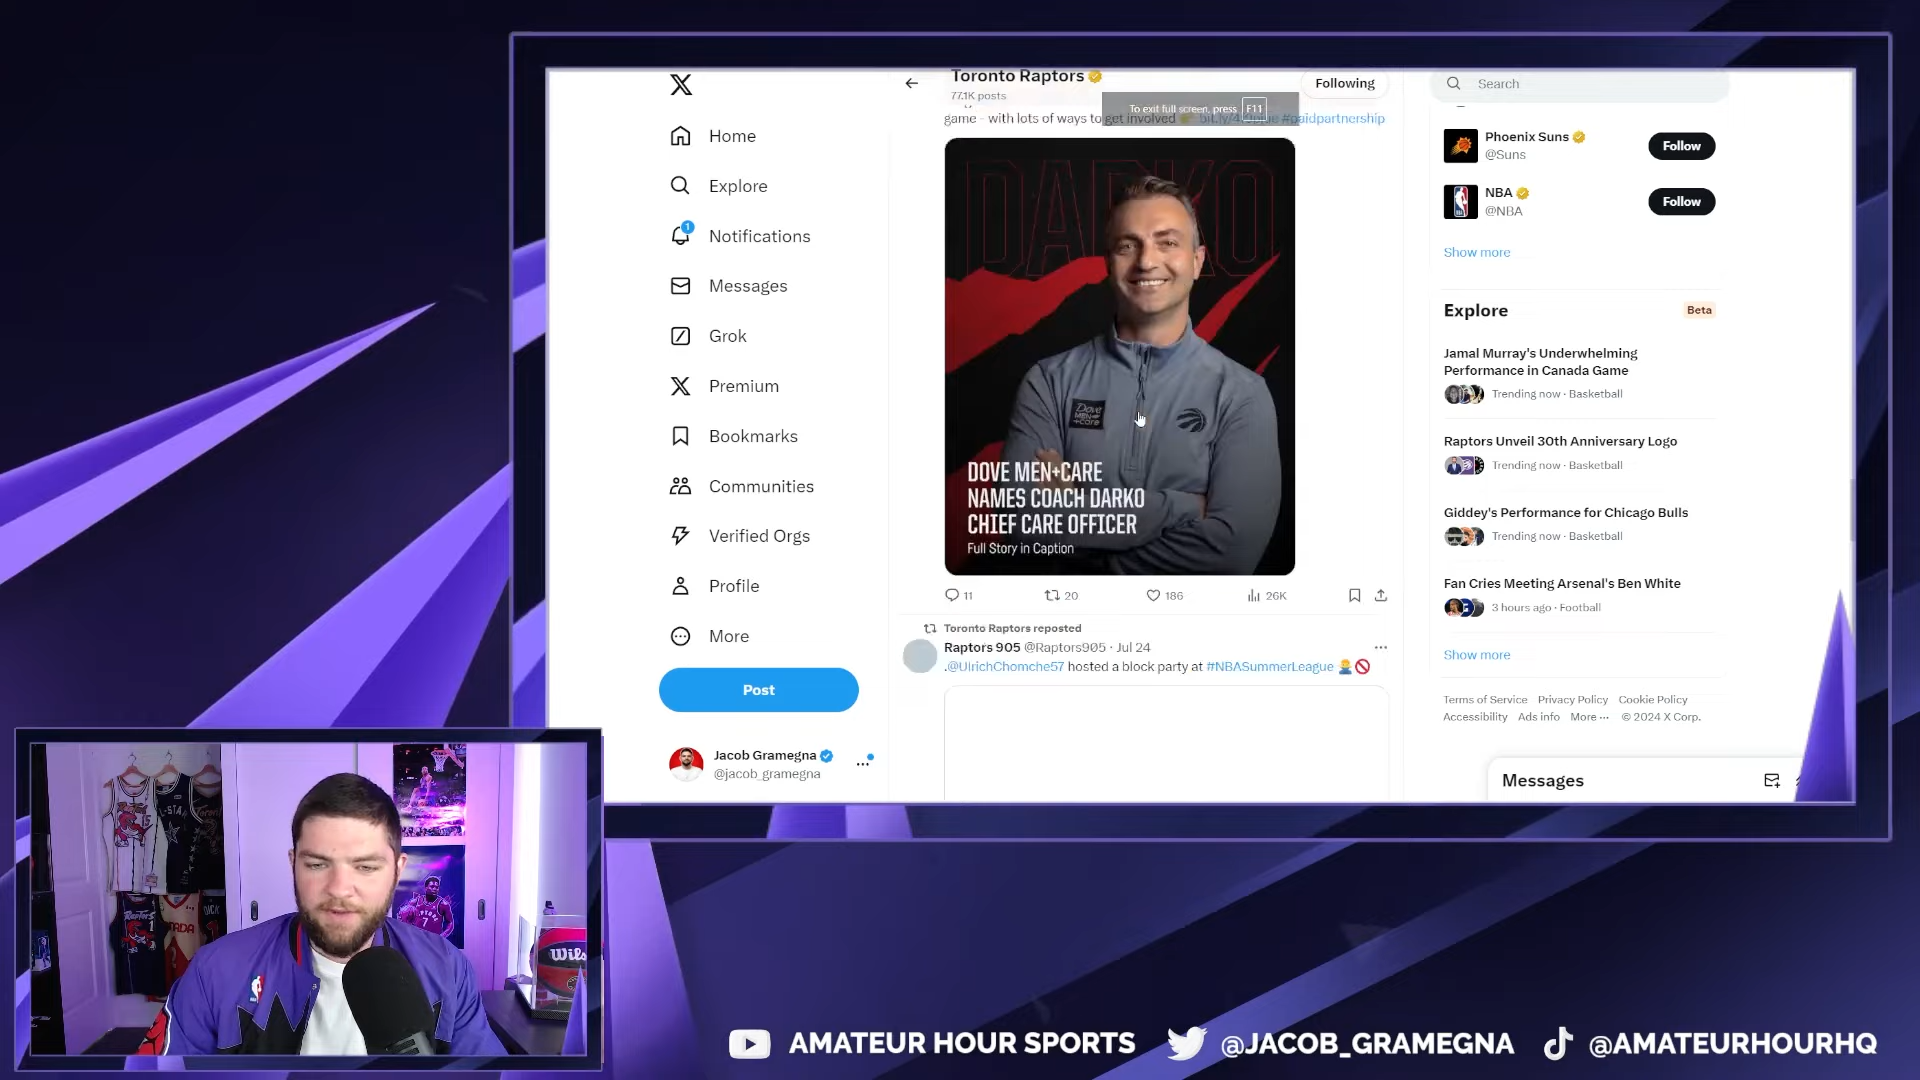 Home
Explore
1
Notifications
Messages
Grok
Premium
Bookmarks
Communities
Verified Orgs
Profile
More
Post
Jacob Gramegna
@jacob_gramegna
Toronto Raptors
77.1K posts
Following
To exit full screen, press F11
game - with lots of ways to get involved #paidpartnership
DARKO
Dove
MEN+
+care
DOVE MEN+CARE
NAMES COACH DARKO
CHIEF CARE OFFICER
Full Story in Caption
11
20
186
26K
Toronto Raptors reposted
Raptors 905 @Raptors905 · Jul 24
.@UlrichChomche57 hosted a block party at #NBASummerLeague
Search
Phoenix Suns
@Suns
Follow
NBA
@NBA
Follow
Show more
Explore
Beta
Jamal Murray's Underwhelming
Performance in Canada Game
Trending now · Basketball
Raptors Unveil 30th Anniversary Logo
Trending now · Basketball
Giddey's Performance for Chicago Bulls
Trending now · Basketball
Fan Cries Meeting Arsenal's Ben White
3 hours ago · Football
Show more
Terms of Service Privacy Policy Cookie Policy
Accessibility Ads info More ··· © 2024 X Corp.
Messages
AMATEUR HOUR SPORTS
@JACOB_GRAMEGNA
@AMATEURHOURHQ